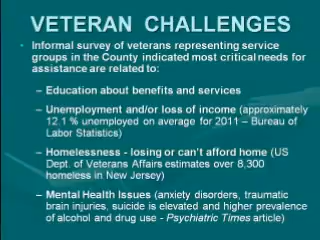 VETERAN CHALLENGES
• Informal survey of veterans representing service
groups in the County indicated most critical needs for
assistance are related to:
– Education about benefits and services
– Unemployment and/or loss of income (approximately
12.1 % unemployed on average for 2011 – Bureau of
Labor Statistics)
– Homelessness - losing or can't afford home (US
Dept. of Veterans Affairs estimates over 8,300
homeless in New Jersey)
– Mental Health Issues (anxiety disorders, traumatic
brain injuries, suicide is elevated and higher prevalence
of alcohol and drug use - Psychiatric Times article)